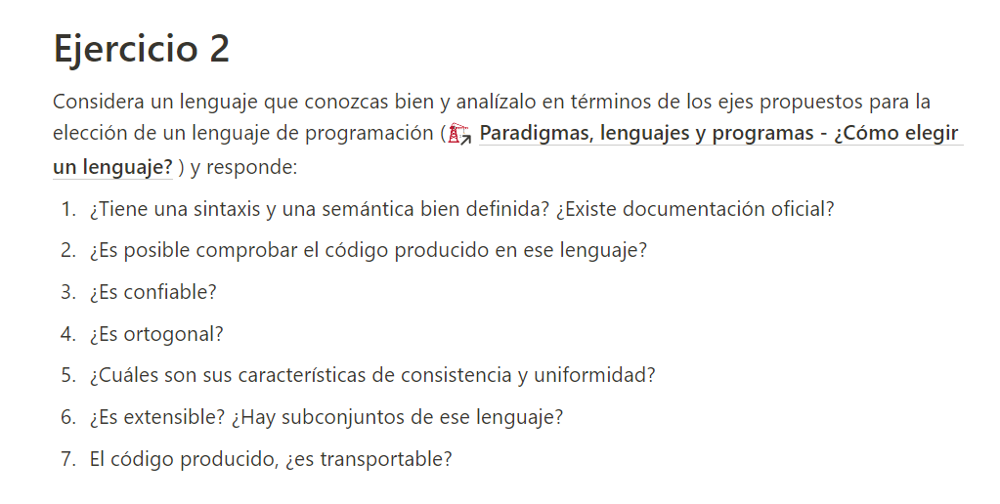 Ejercicio 2
Considera un lenguaje que conozcas bien y analízalo en términos de los ejes propuestos para la
elección de un lenguaje de programación ( Paradigmas, lenguajes y programas - ¿Cómo elegir
un lenguaje? ) y responde:
1. ¿Tiene una sintaxis y una semántica bien definida? ¿Existe documentación oficial?
2. ¿Es posible comprobar el código producido en ese lenguaje?
3. ¿Es confiable?
4. ¿Es ortogonal?
5. ¿Cuáles son sus características de consistencia y uniformidad?
6. ¿Es extensible? ¿Hay subconjuntos de ese lenguaje?
7. El código producido, ¿es transportable?